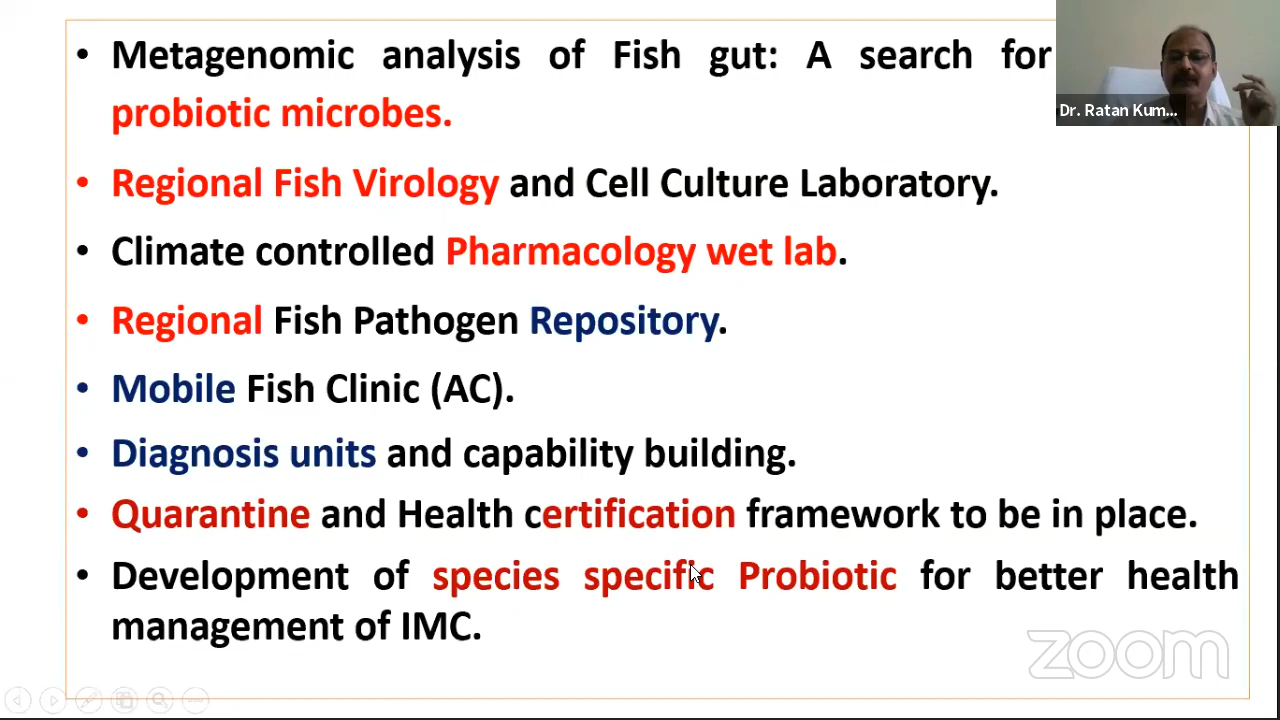 • Metagenomic analysis of Fish gut: A search for
probiotic microbes.
• Regional Fish Virology and Cell Culture Laboratory.
• Climate controlled Pharmacology wet lab.
• Regional Fish Pathogen Repository.
• Mobile Fish Clinic (AC).
• Diagnosis units and capability building.
• Quarantine and Health certification framework to be in place.
• Development of species specific Probiotic for better health
management of IMC.
Dr. Ratan Kum...
zoom